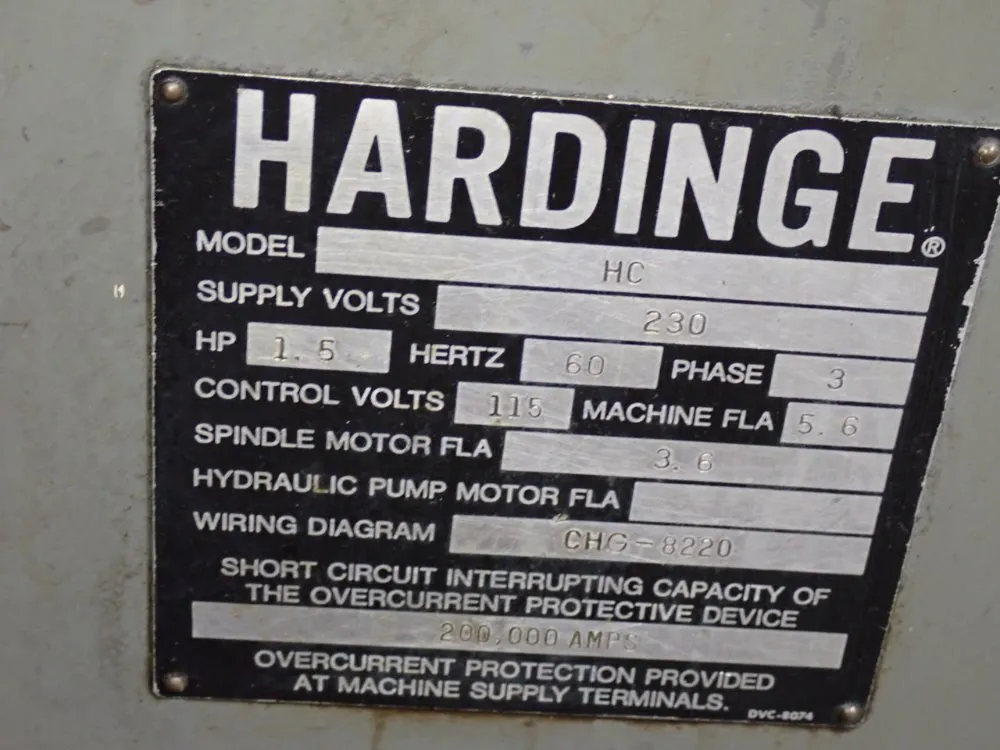 HARDINGE®
MODEL HC
SUPPLY VOLTS 230
HP 1.5 HERTZ 60 PHASE 3
CONTROL VOLTS 115 MACHINE FLA 5.6
SPINDLE MOTOR FLA 3.6
HYDRAULIC PUMP MOTOR FLA
WIRING DIAGRAM CHG-8220
SHORT CIRCUIT INTERRUPTING CAPACITY OF
THE OVERCURRENT PROTECTIVE DEVICE
200,000 AMPS
OVERCURRENT PROTECTION PROVIDED
AT MACHINE SUPPLY TERMINALS.
DVC-8074